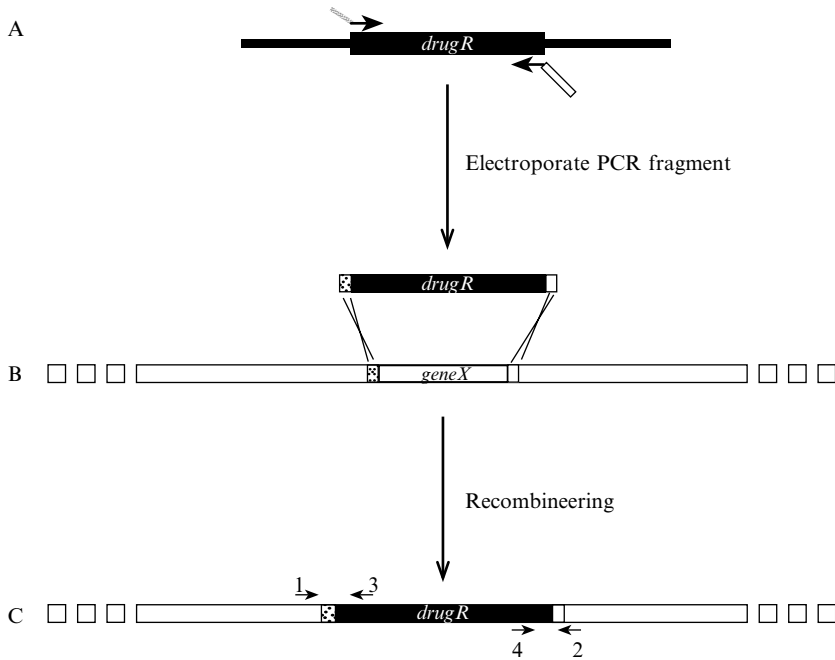 A
drugR
Electroporate PCR fragment
drugR
B
geneX
Recombineering
1 3
C
drugR
4 2